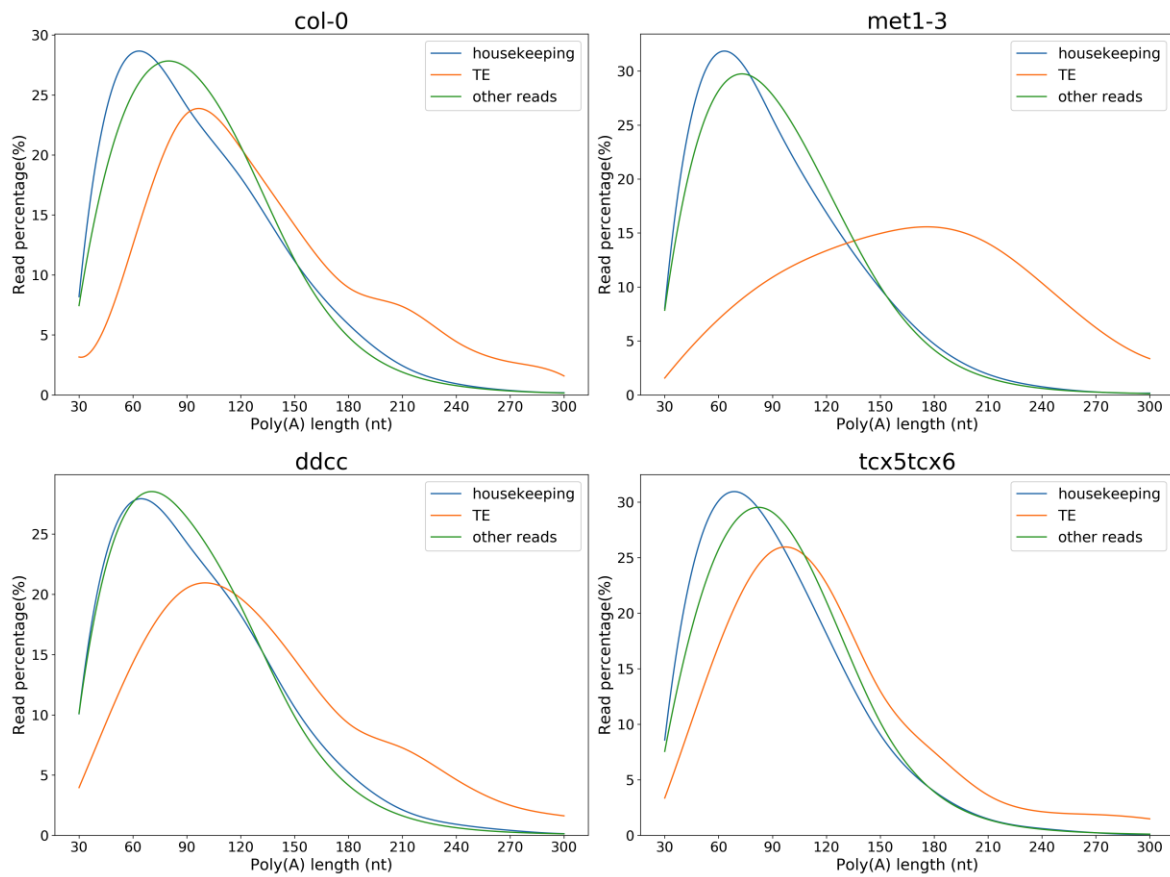 col-0
30
25
20
15
10
5
0
Read percentage(%)
housekeeping
TE
other reads
30 60 90 120 150 180 210 240 270 300
Poly(A) length (nt)
met1-3
30
25
20
15
10
5
0
Read percentage(%)
housekeeping
TE
other reads
30 60 90 120 150 180 210 240 270 300
Poly(A) length (nt)
ddcc
25
20
15
10
5
0
Read percentage(%)
housekeeping
TE
other reads
30 60 90 120 150 180 210 240 270 300
Poly(A) length (nt)
tcx5tcx6
30
25
20
15
10
5
0
Read percentage(%)
housekeeping
TE
other reads
30 60 90 120 150 180 210 240 270 300
Poly(A) length (nt)